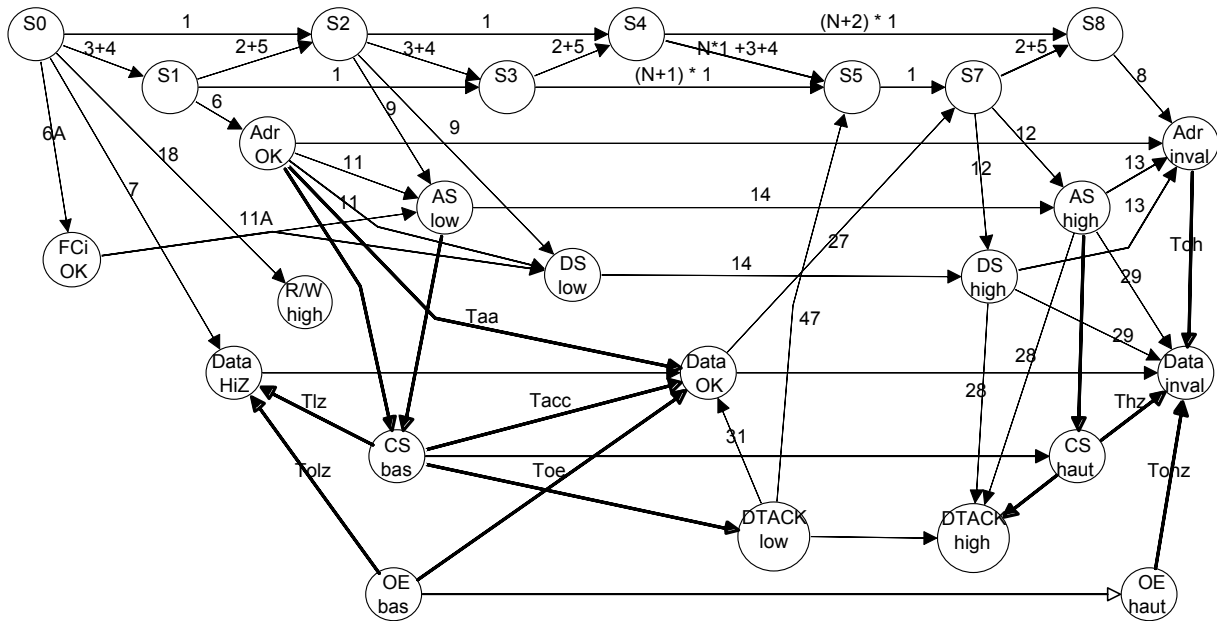 S0
1
S2
1
S4
(N+2) * 1
S8
3+4
2+5
3+4
2+5
N*1 +3+4
2+5
S1
1
S3
(N+1) * 1
S5
1
S7
8
6
9
9
12
6A
Adr
OK
Adr
inval
18
11
12
13
7
11
AS
low
14
AS
high
13
11A
27
Tdh
FCi
OK
DS
low
14
DS
high
29
R/W
high
Taa
47
29
28
Data
HiZ
Data
OK
Data
inval
28
Tlz
Tacc
Thz
31
CS
bas
CS
haut
Tolz
Toe
Tohz
DTACK
low
DTACK
high
OE
bas
OE
haut